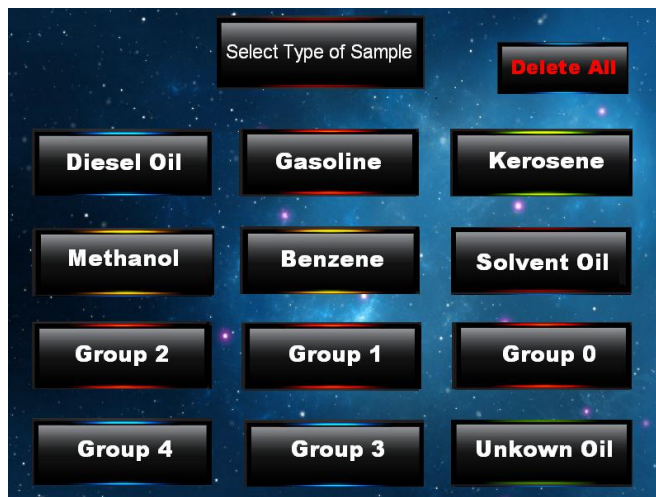 Select Type of Sample
Delete All
Diesel Oil
Gasoline
Kerosene
Methanol
Benzene
Solvent Oil
Group 2
Group 1
Group 0
Group 4
Group 3
Unkown Oil